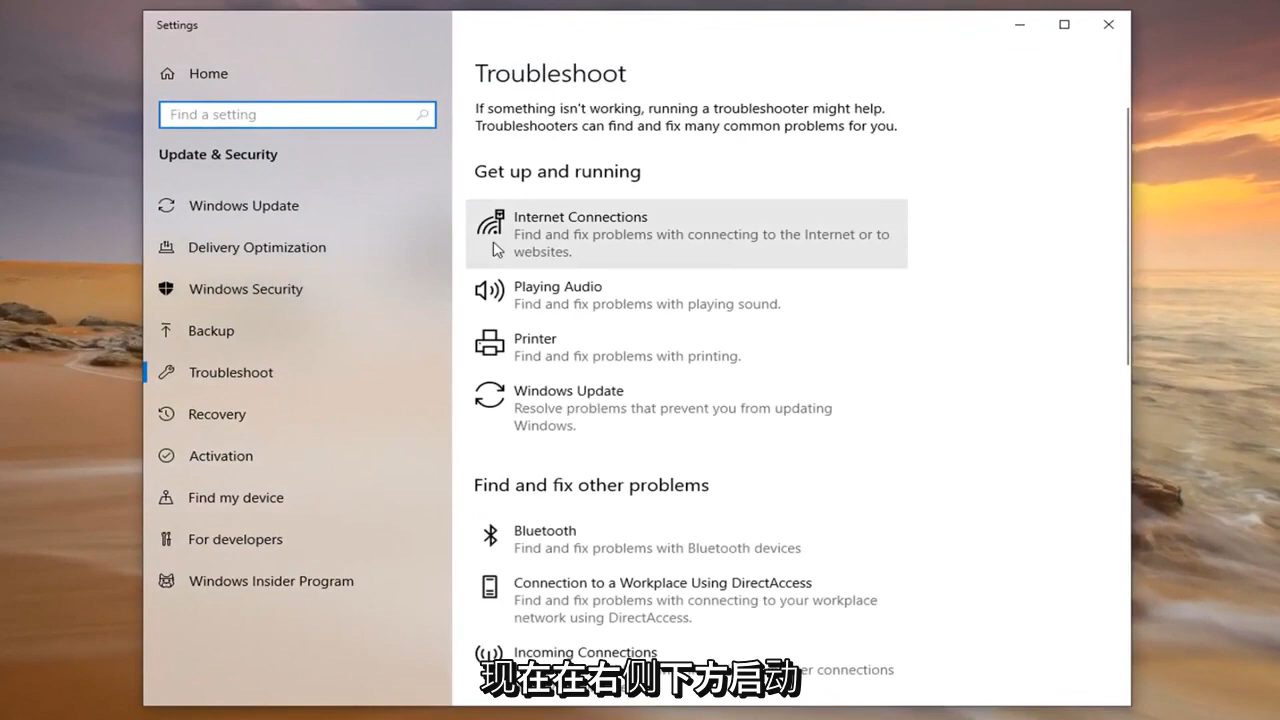 Settings
Home
Find a setting
Update & Security
Windows Update
Delivery Optimization
Windows Security
Backup
Troubleshoot
Recovery
Activation
Find my device
For developers
Windows Insider Program
Troubleshoot
If something isn't working, running a troubleshooter might help.
Troubleshooters can find and fix many common problems for you.
Get up and running
Internet Connections
Find and fix problems with connecting to the Internet or to
websites.
Playing Audio
Find and fix problems with playing sound.
Printer
Find and fix problems with printing.
Windows Update
Resolve problems that prevent you from updating
Windows.
Find and fix other problems
Bluetooth
Find and fix problems with Bluetooth devices
Connection to a Workplace Using DirectAccess
Find and fix problems with connecting to your workplace
network using DirectAccess.
Incoming Connections
connections
现在在右侧下方启动